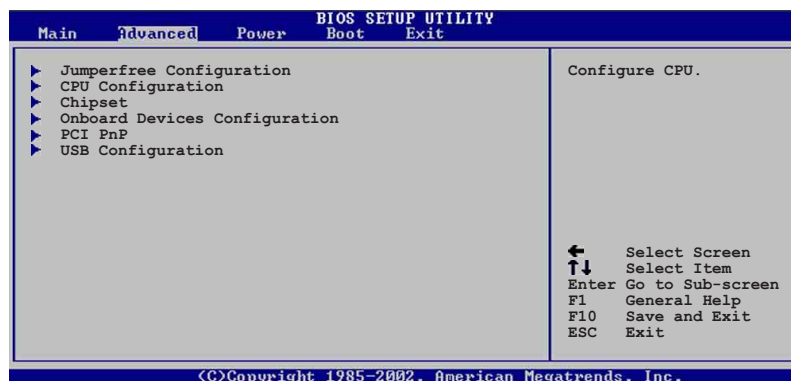 BIOS SETUP UTILITY
Main Advanced Power Boot Exit
Jumperfree Configuration
CPU Configuration
Chipset
Onboard Devices Configuration
PCI PnP
USB Configuration
Configure CPU.
← Select Screen
↑↓ Select Item
Enter Go to Sub-screen
F1 General Help
F10 Save and Exit
ESC Exit
(C)Copyright 1985-2002, American Megatrends, Inc.